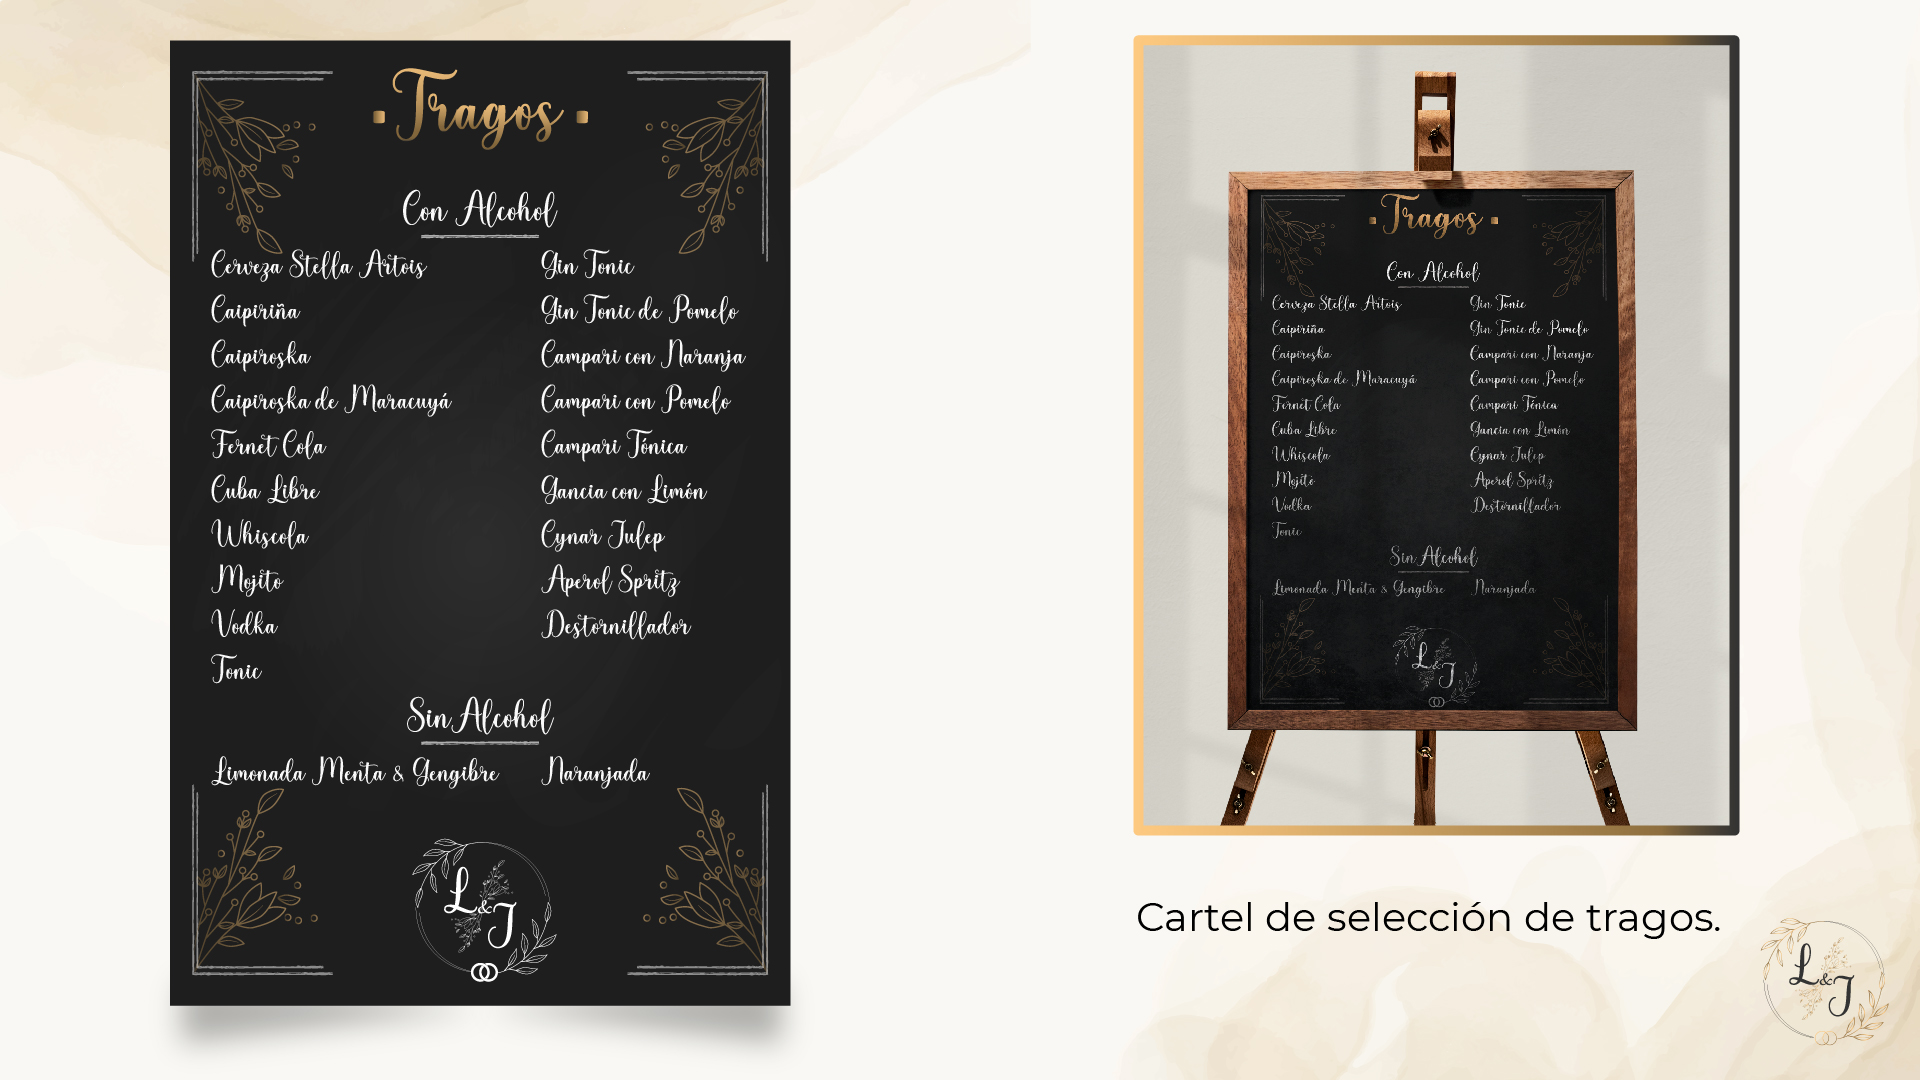 Tragos
Con Alcohol
Cerveza Stella Artois
Caipiriña
Caipiroska
Caipiroska de Maracuyá
Fernet Cola
Cuba Libre
Whiscola
Mojito
Vodka
Tonic
Gin Tonic
Gin Tonic de Pomelo
Campari con Naranja
Campari con Pomelo
Campari Tónica
Gancia con Limón
Cynar Julep
Aperol Spritz
Destornillador
Sin Alcohol
Limonada Menta & Gengibre
Naranjada
L&J
Tragos
Con Alcohol
Cerveza Stella Artois
Caipiriña
Caipiroska
Caipiroska de Maracuyá
Fernet Cola
Cuba Libre
Whiscola
Mojito
Vodka
Tonic
Gin Tonic
Gin Tonic de Pomelo
Campari con Naranja
Campari con Pomelo
Campari Tónica
Gancia con Limón
Cynar Julep
Aperol Spritz
Destornillador
Sin Alcohol
Limonada Menta & Gengibre
Naranjada
L&J
Cartel de selección de tragos.
L&J